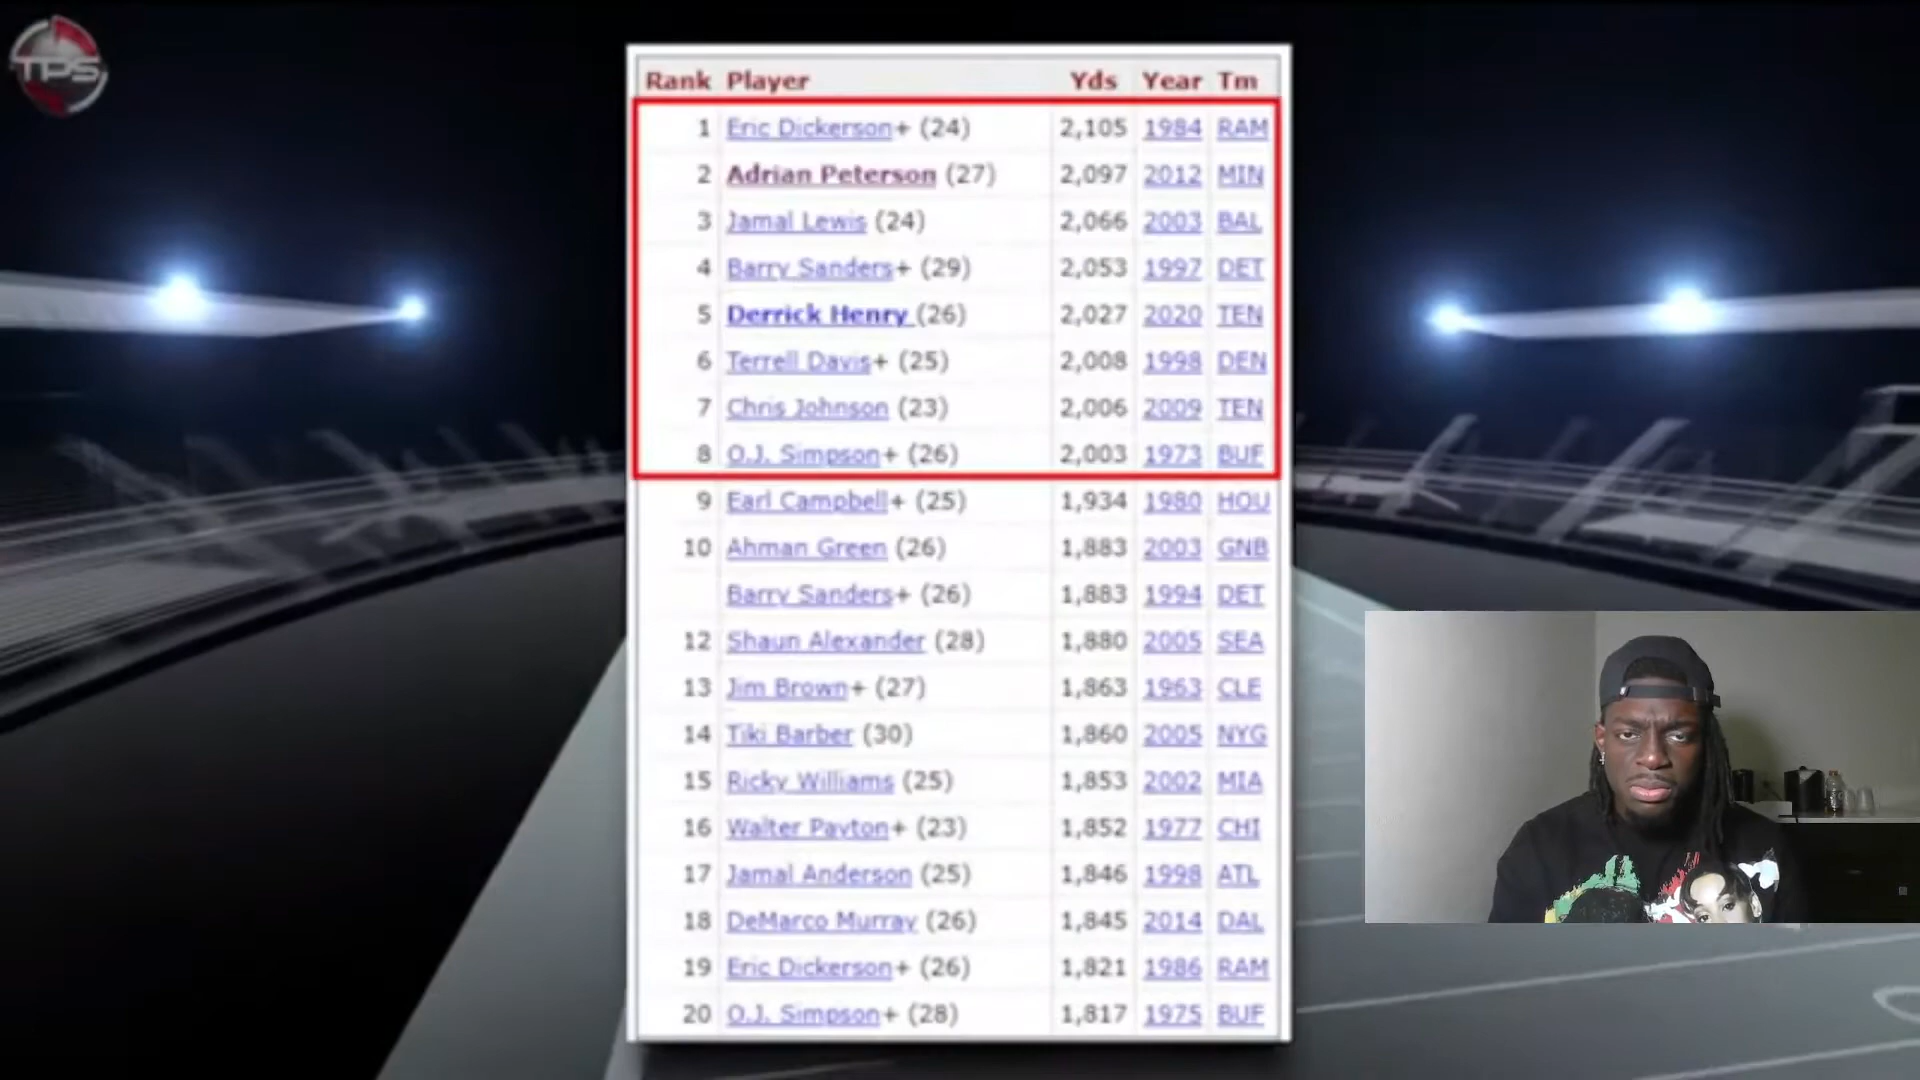 TPS
Rank Player Yds Year Tm
1 Eric Dickerson+ (24) 2,105 1984 RAM
2 Adrian Peterson (27) 2,097 2012 MIN
3 Jamal Lewis (24) 2,066 2003 BAL
4 Barry Sanders+ (29) 2,053 1997 DET
5 Derrick Henry (26) 2,027 2020 TEN
6 Terrell Davis+ (25) 2,008 1998 DEN
7 Chris Johnson (23) 2,006 2009 TEN
8 O.J. Simpson+ (26) 2,003 1973 BUF
9 Earl Campbell+ (25) 1,934 1980 HOU
10 Ahman Green (26) 1,883 2003 GNB
Barry Sanders+ (26) 1,883 1994 DET
12 Shaun Alexander (28) 1,880 2005 SEA
13 Jim Brown+ (27) 1,863 1963 CLE
14 Tiki Barber (30) 1,860 2005 NYG
15 Ricky Williams (25) 1,853 2002 MIA
16 Walter Payton+ (23) 1,852 1977 CHI
17 Jamal Anderson (25) 1,846 1998 ATL
18 DeMarco Murray (26) 1,845 2014 DAL
19 Eric Dickerson+ (26) 1,821 1986 RAM
20 O.J. Simpson+ (28) 1,817 1975 BUF